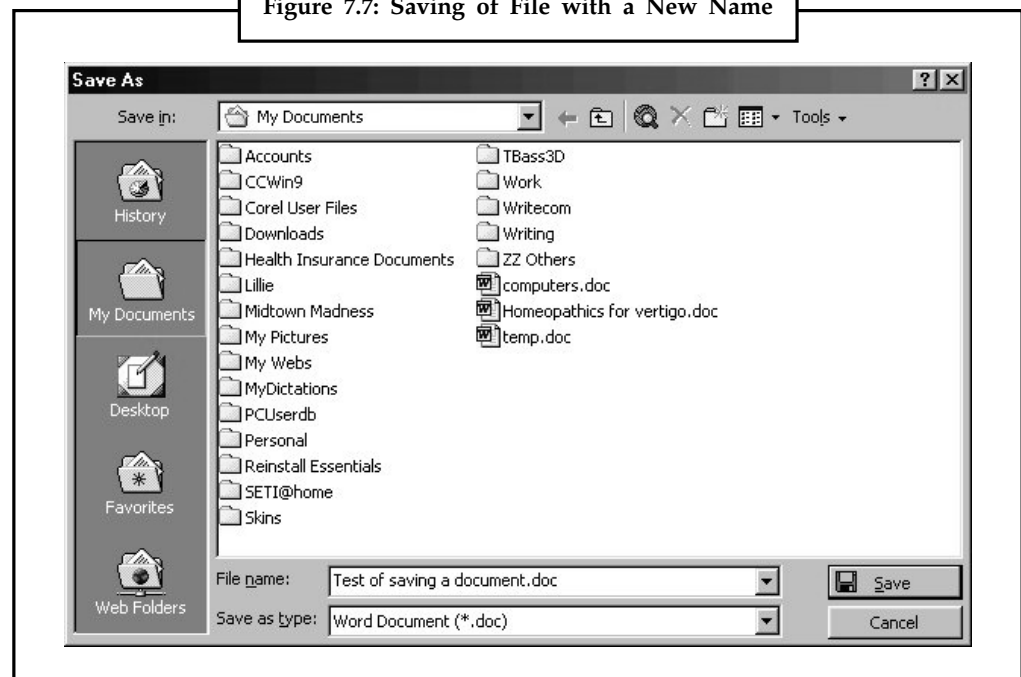 Figure 7.7: Saving of File with a New Name
Save As
Save in:
My Documents
Tools
History
My Documents
Desktop
Favorites
Web Folders
Accounts
CCWin9
Corel User Files
Downloads
Health Insurance Documents
Lillie
Midtown Madness
My Pictures
My Webs
MyDictations
PCUserdb
Personal
Reinstall Essentials
SETI@home
Skins
TBass3D
Work
Writecom
Writing
ZZ Others
computers.doc
Homeopathics for vertigo.doc
temp.doc
File name:
Test of saving a document.doc
Save
Save as type:
Word Document (*.doc)
Cancel